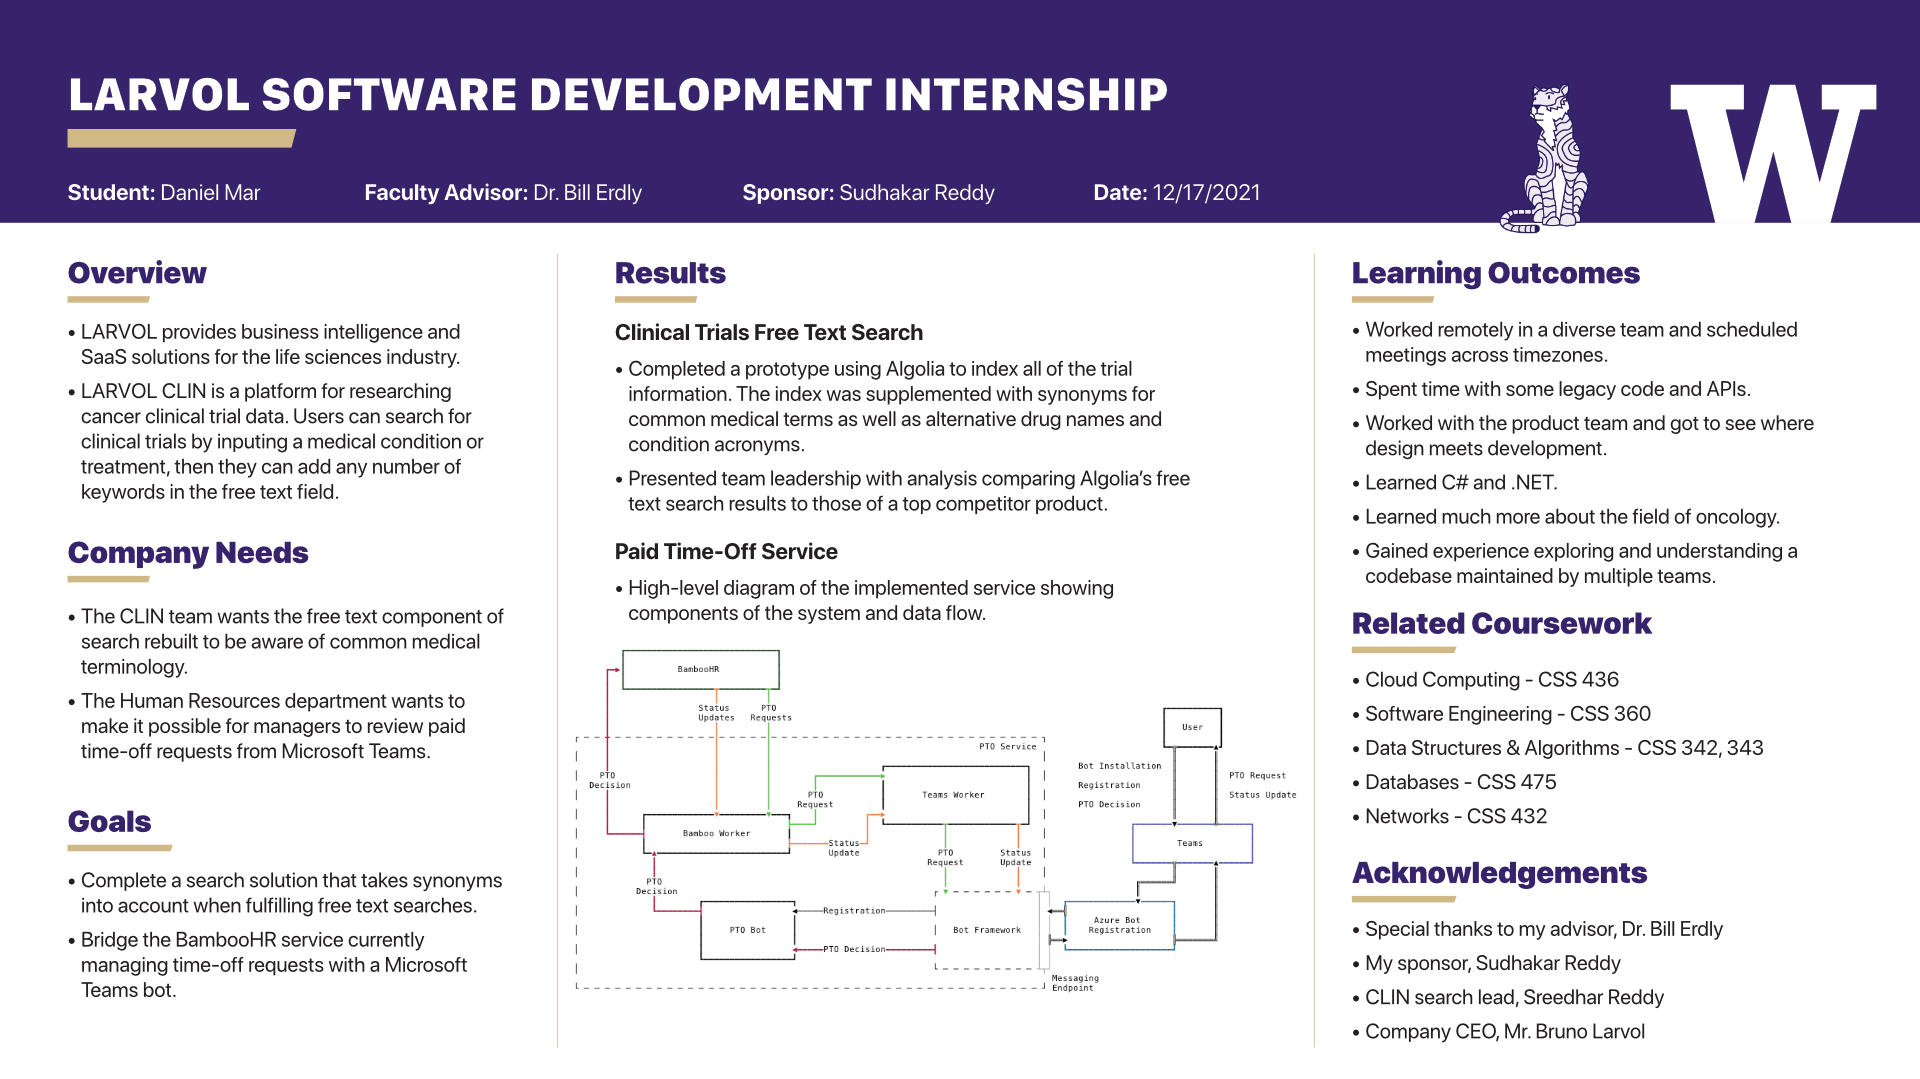 LARVOL SOFTWARE DEVELOPMENT INTERNSHIP
Student: Daniel Mar
Faculty Advisor: Dr. Bill Erdly
Sponsor: Sudhakar Reddy
Date: 12/17/2021
W
Overview
• LARVOL provides business intelligence and
SaaS solutions for the life sciences industry.
• LARVOL CLIN is a platform for researching
cancer clinical trial data. Users can search for
clinical trials by inputing a medical condition or
treatment, then they can add any number of
keywords in the free text field.
Company Needs
• The CLIN team wants the free text component of
search rebuilt to be aware of common medical
terminology.
• The Human Resources department wants to
make it possible for managers to review paid
time-off requests from Microsoft Teams.
Goals
• Complete a search solution that takes synonyms
into account when fulfilling free text searches.
• Bridge the BambooHR service currently
managing time-off requests with a Microsoft
Teams bot.
Results
Clinical Trials Free Text Search
• Completed a prototype using Algolia to index all of the trial
information. The index was supplemented with synonyms for
common medical terms as well as alternative drug names and
condition acronyms.
• Presented team leadership with analysis comparing Algolia’s free
text search results to those of a top competitor product.
Paid Time-Off Service
• High-level diagram of the implemented service showing
components of the system and data flow.
BambooHR
Status
Updates
PTO
Requests
PTO Service
PTO
Decision
PTO
Request
Teams Worker
Bamboo Worker
Status
Update
PTO
Request
Status
Update
PTO
Decision
Registration
PTO Bot
Bot Framework
PTO Decision
Messaging
Endpoint
User
Bot Installation
Registration
PTO Decision
PTO Request
Status Update
Teams
Azure Bot
Registration
Learning Outcomes
• Worked remotely in a diverse team and scheduled
meetings across timezones.
• Spent time with some legacy code and APIs.
• Worked with the product team and got to see where
design meets development.
• Learned C# and .NET.
• Learned much more about the field of oncology.
• Gained experience exploring and understanding a
codebase maintained by multiple teams.
Related Coursework
• Cloud Computing - CSS 436
• Software Engineering - CSS 360
• Data Structures & Algorithms - CSS 342, 343
• Databases - CSS 475
• Networks - CSS 432
Acknowledgements
• Special thanks to my advisor, Dr. Bill Erdly
• My sponsor, Sudhakar Reddy
• CLIN search lead, Sreedhar Reddy
• Company CEO, Mr. Bruno Larvol